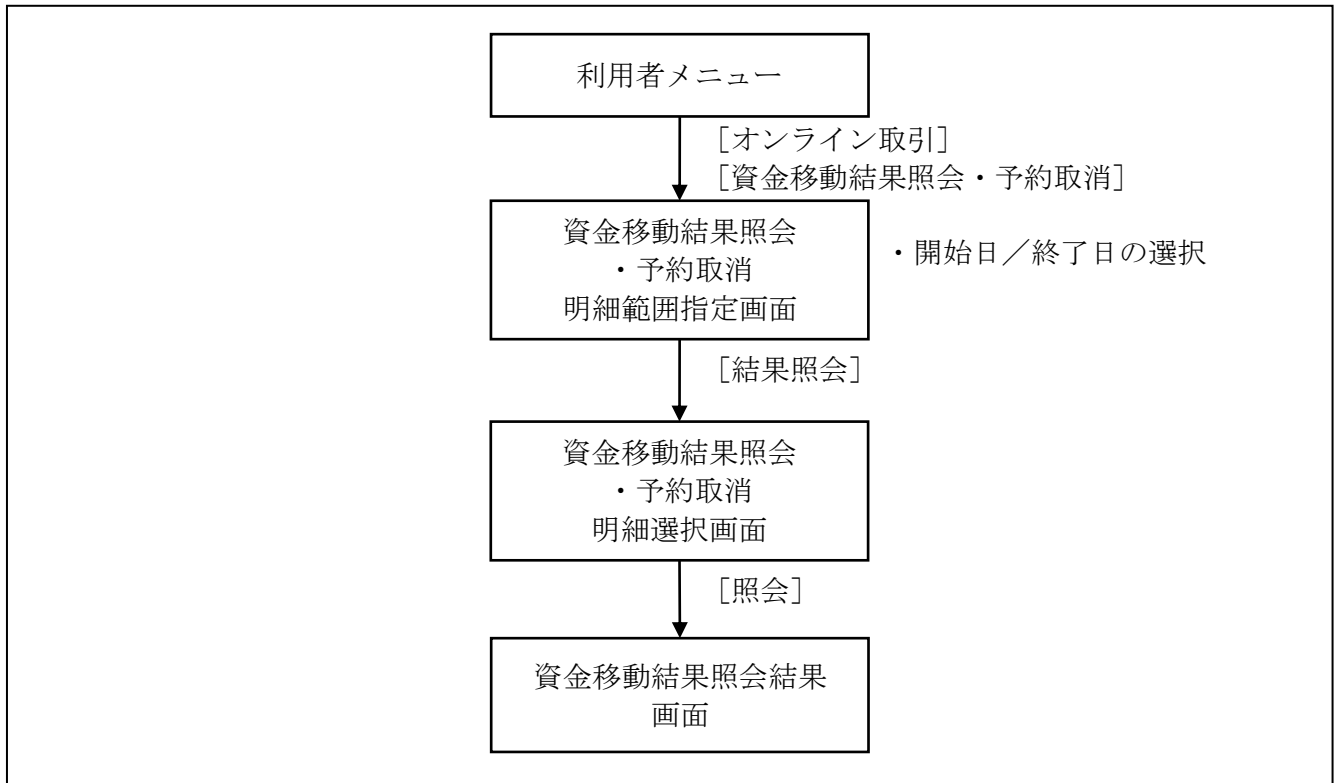 利用者メニュー
［オンライン取引］
［資金移動結果照会・予約取消］
資金移動結果照会
・予約取消
明細範囲指定画面
・開始日／終了日の選択
［結果照会］
資金移動結果照会
・予約取消
明細選択画面
［照会］
資金移動結果照会結果
画面